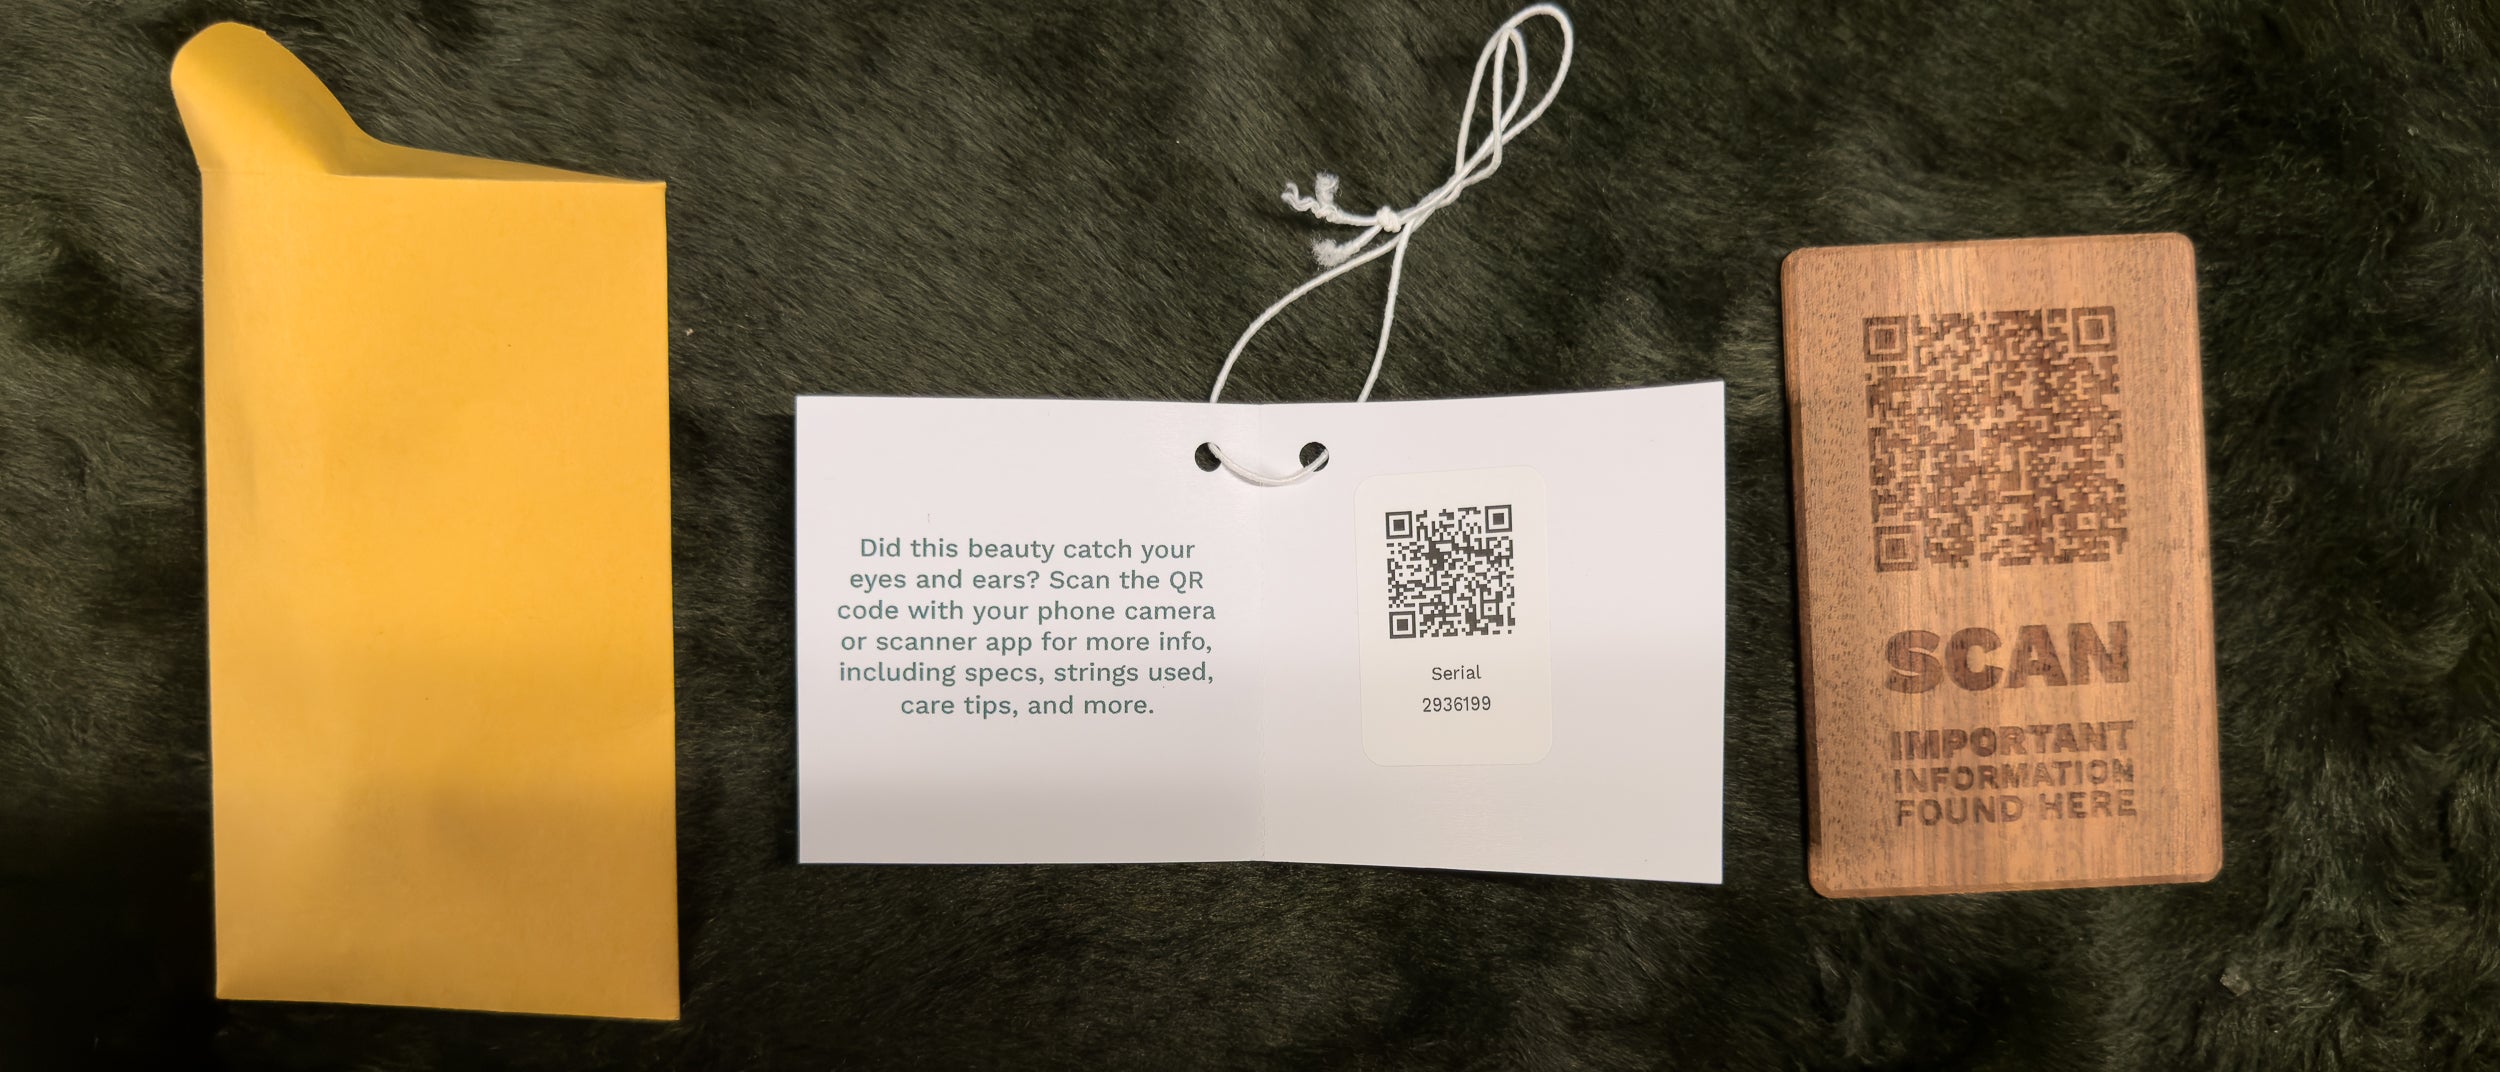 Did this beauty catch your
eyes and ears? Scan the QR
code with your phone camera
or scanner app for more info,
including specs, strings used,
care tips, and more.
Serial
2936199
SCAN
IMPORTANT
INFORMATION
FOUND HERE